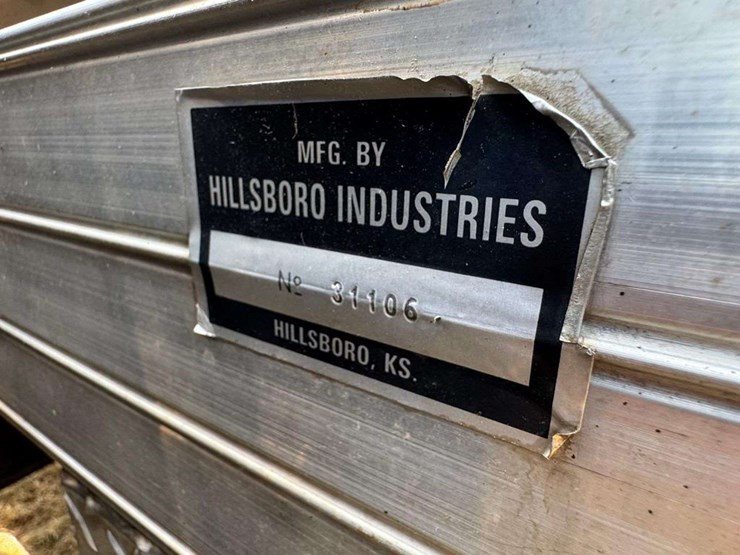 MFG. BY
HILLSBORO INDUSTRIES
Nº 31106
HILLSBORO, KS.